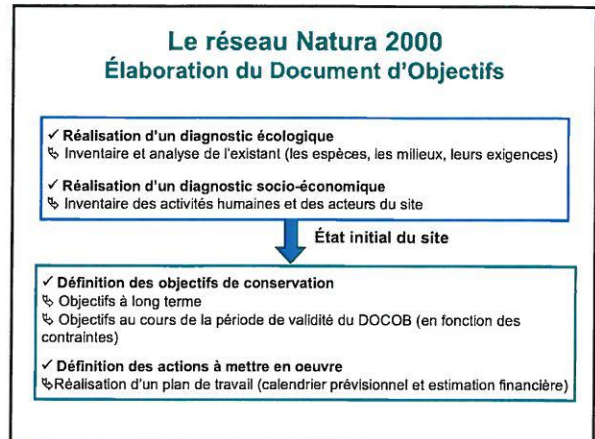 Le réseau Natura 2000
Élaboration du Document d'Objectifs
✓ Réalisation d'un diagnostic écologique
↳ Inventaire et analyse de l'existant (les espèces, les milieux, leurs exigences)
✓ Réalisation d'un diagnostic socio-économique
↳ Inventaire des activités humaines et des acteurs du site
État initial du site
✓ Définition des objectifs de conservation
↳ Objectifs à long terme
↳ Objectifs au cours de la période de validité du DOCOB (en fonction des
contraintes)
✓ Définition des actions à mettre en oeuvre
↳Réalisation d'un plan de travail (calendrier prévisionnel et estimation financière)